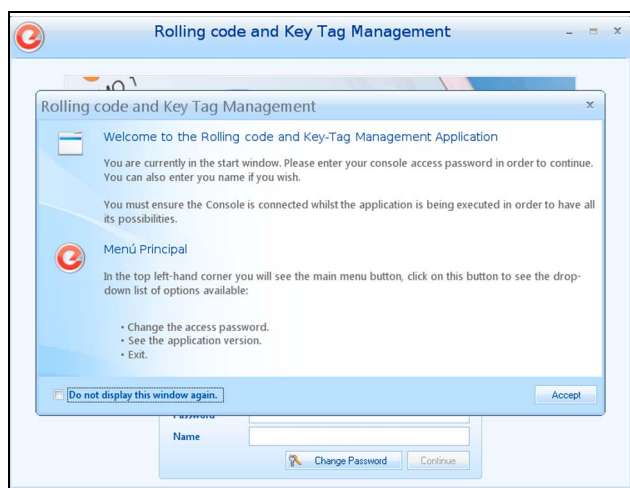 Rolling code and Key Tag Management
Rolling code and Key Tag Management
Welcome to the Rolling code and Key-Tag Management Application
You are currently in the start window. Please enter your console access password in order to continue.
You can also enter you name if you wish.
You must ensure the Console is connected whilst the application is being executed in order to have all
its possibilities.
Menú Principal
In the top left-hand corner you will see the main menu button, click on this button to see the drop-
down list of options available:
• Change the access password.
• See the application version.
• Exit.
Do not display this window again.
Accept
Password
Name
Change Password
Continue